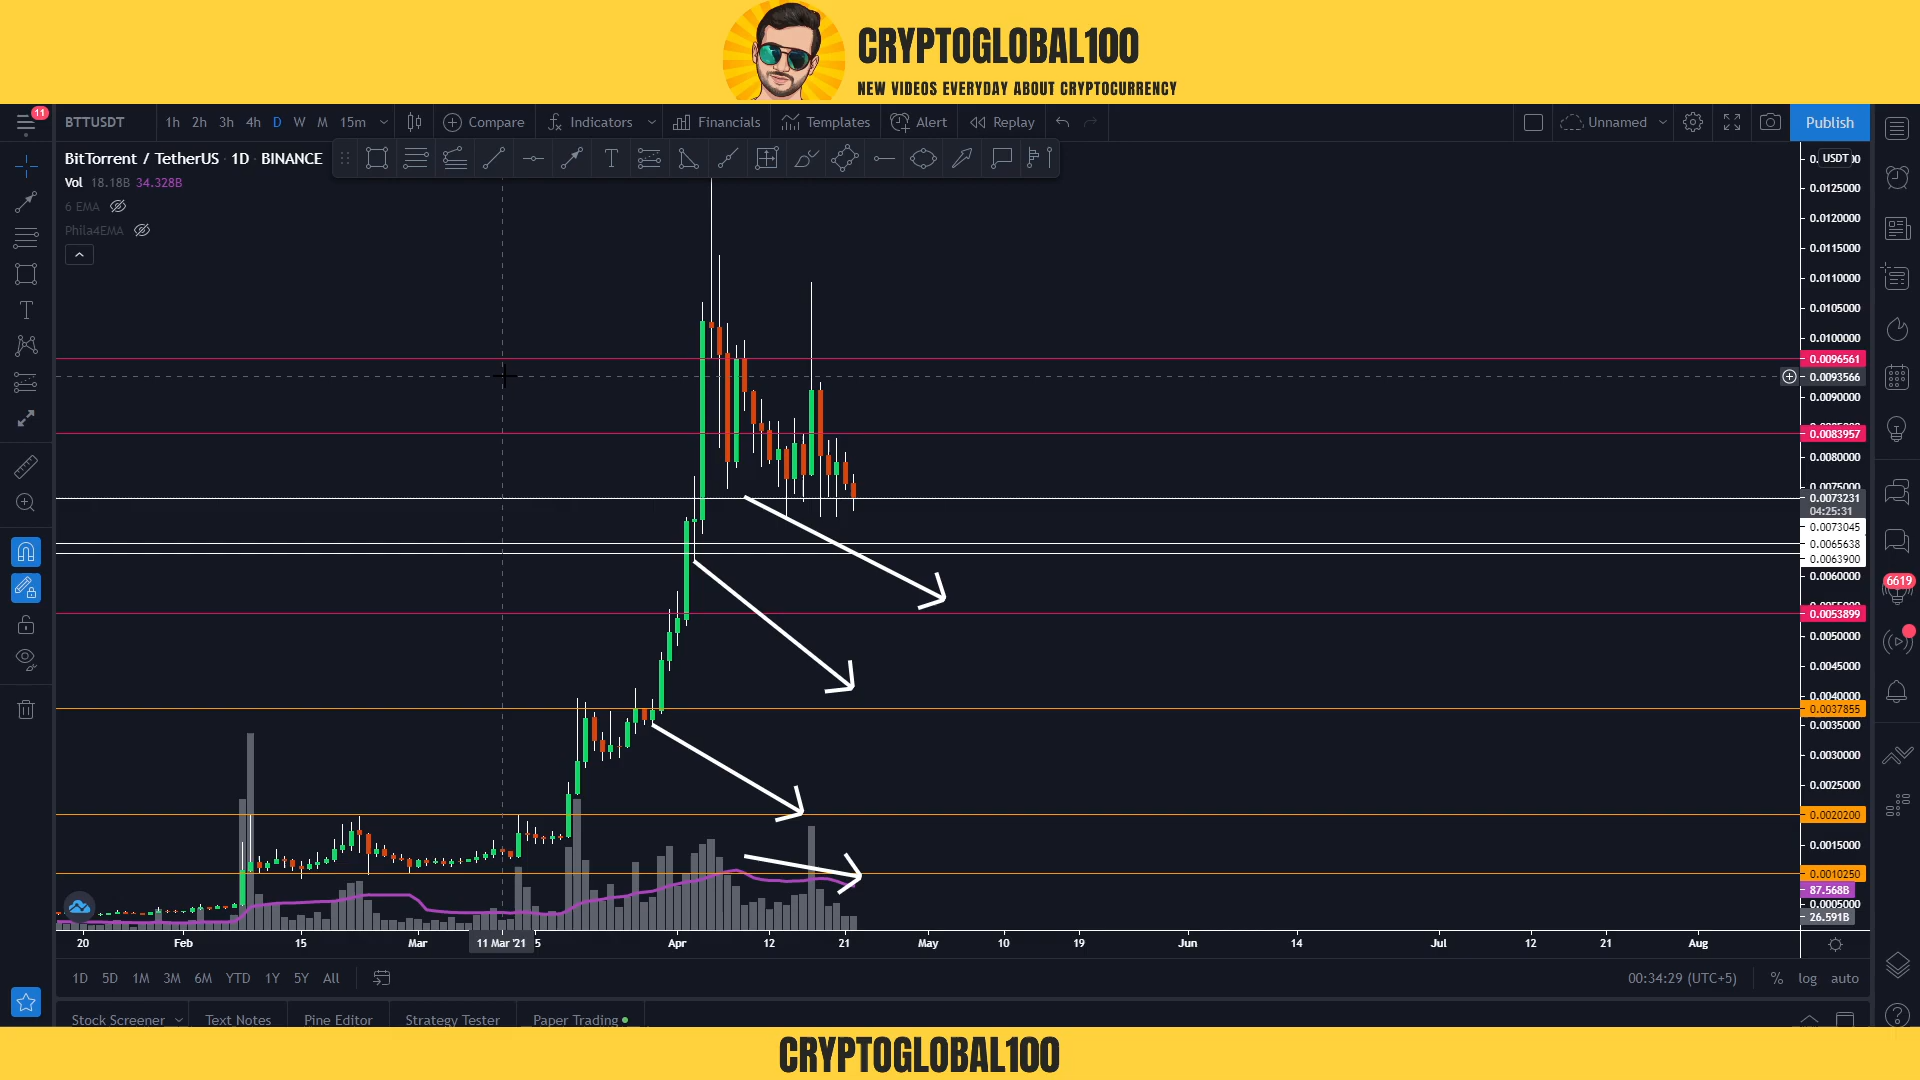 CRYPTOGLOBAL100
NEW VIDEOS EVERYDAY ABOUT CRYPTOCURRENCY
11
BTTUSDT 1h 2h 3h 4h D W M 15m Compare Indicators Financials Templates Alert Replay Unnamed Publish
BitTorrent / TetherUS · 1D · BINANCE
USDT
Vol 18.18B 34.328B
6 EMA
Phila4EMA
0.0125000
0.0120000
0.0115000
0.0110000
0.0105000
0.0100000
0.0096561
0.0093566
0.0090000
0.0083957
0.0080000
0.0075000
0.0073231
04:25:31
0.0073045
0.0065638
0.0063900
0.0060000
6619
0.0053899
0.0050000
0.0045000
0.0040000
0.0037855
0.0035000
0.0030000
0.0025000
0.0020200
0.0015000
0.0010250
87.568B
0.0005000
26.591B
20 Feb 15 Mar 11 Mar '21 5 Apr 12 21 May 10 19 Jun 14 Jul 12 21 Aug
1D 5D 1M 3M 6M YTD 1Y 5Y All 00:34:29 (UTC+5) % log auto
Stock Screener Text Notes Pine Editor Strategy Tester Paper Trading
CRYPTOGLOBAL100